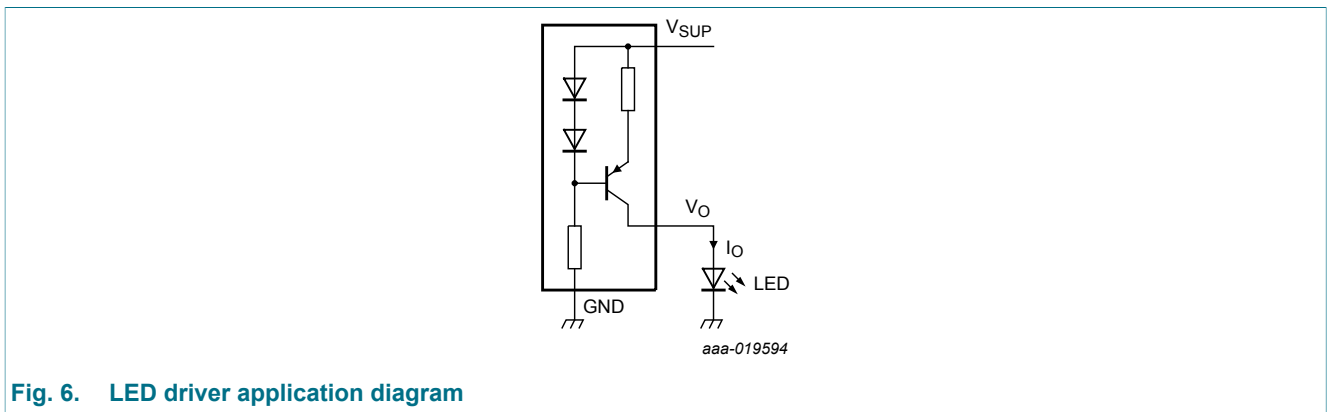 VSUP
VO
IO
LED
GND
aaa-019594
Fig. 6. LED driver application diagram